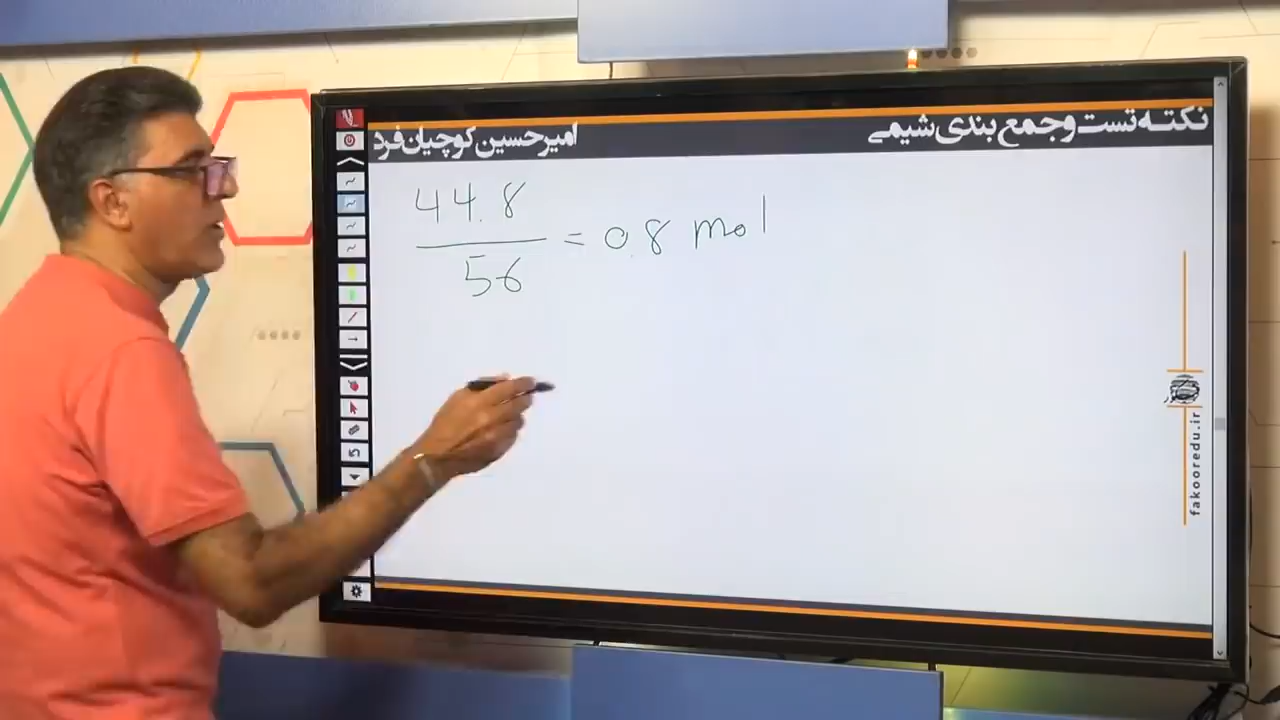 نکته تست و جمع بندی شیمی
امیرحسین کوچیان‌فرد
44.8
56
= 0.8 mol
fakooredu.ir